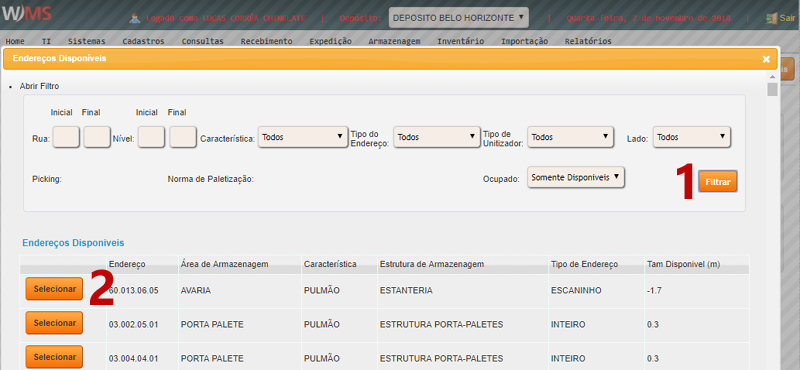 WMS
Logado como LUCAS CORRÊA CHINELATE | Depósito: DEPOSITO BELO HORIZONTE | Quarta feira, 7 de novembro de 2018 | Sair
Home TI Sistemas Cadastros Consultas Recebimento Expedição Armazenagem Inventário Importação Relatórios
Endereços Disponíveis
Abrir Filtro
Inicial Final Inicial Final
Rua: Nível: Característica: Todos Tipo do Endereço: Todos Tipo de Unitizador: Todos Lado: Todos
Picking: Norma de Paletização: Ocupado: Somente Disponíveis 1 Filtrar
Endereços Disponiveis
Endereço Área de Armazenagem Característica Estrutura de Armazenagem Tipo de Endereço Tam Disponivel (m)
Selecionar 2 60.013.06.05 AVARIA PULMÃO ESTANTERIA ESCANINHO -1.7
Selecionar 03.002.05.01 PORTA PALETE PULMÃO ESTRUTURA PORTA-PALETES INTEIRO 0.3
Selecionar 03.004.04.01 PORTA PALETE PULMÃO ESTRUTURA PORTA-PALETES INTEIRO 0.3